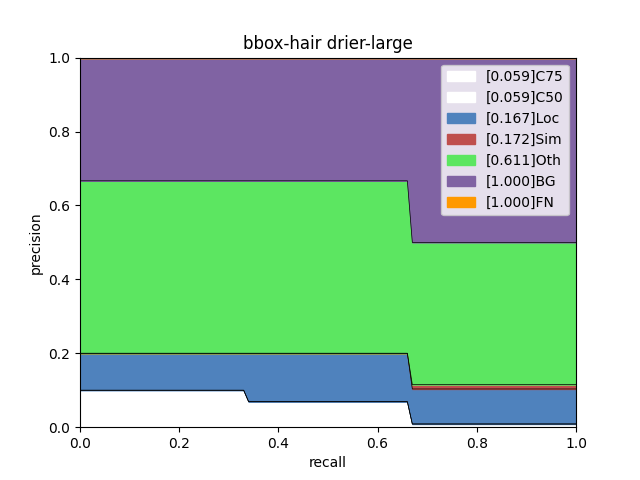 bbox-hair drier-large
1.0
0.8
0.6
0.4
0.2
0.0
precision
[0.059]C75
[0.059]C50
[0.167]Loc
[0.172]Sim
[0.611]Oth
[1.000]BG
[1.000]FN
0.0 0.2 0.4 0.6 0.8 1.0
recall